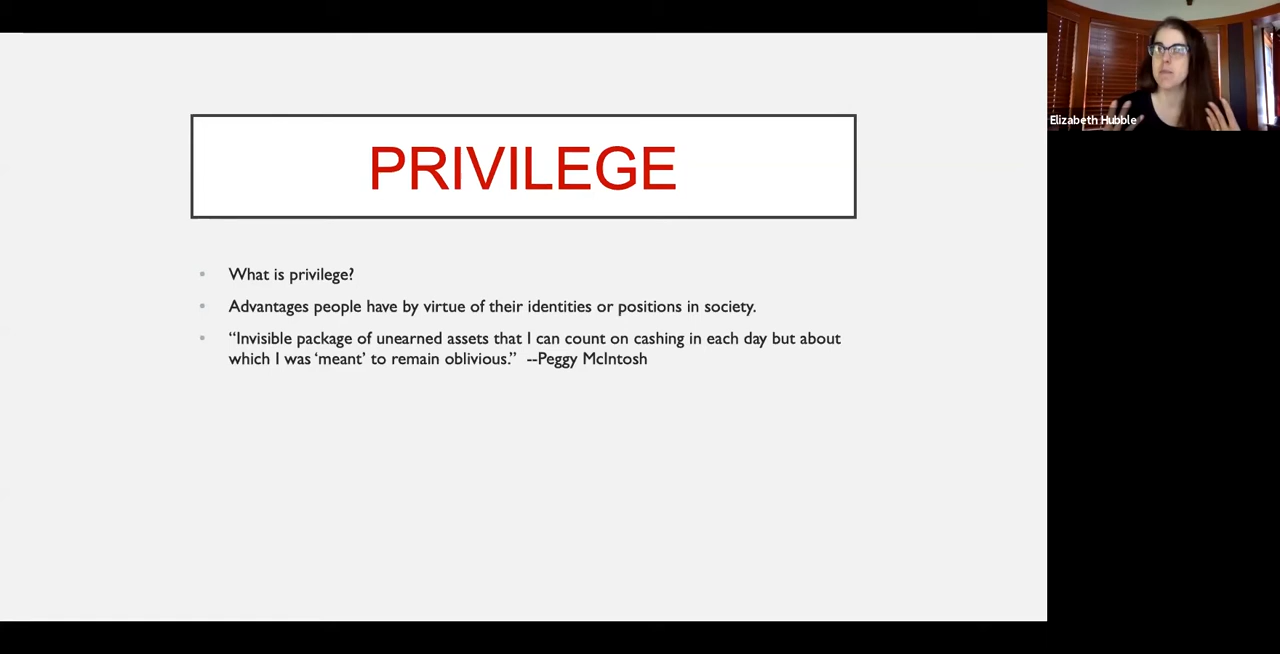 PRIVILEGE
• What is privilege?
• Advantages people have by virtue of their identities or positions in society.
• “Invisible package of unearned assets that I can count on cashing in each day but about
which I was ‘meant’ to remain oblivious.” --Peggy McIntosh
Elizabeth Hubble